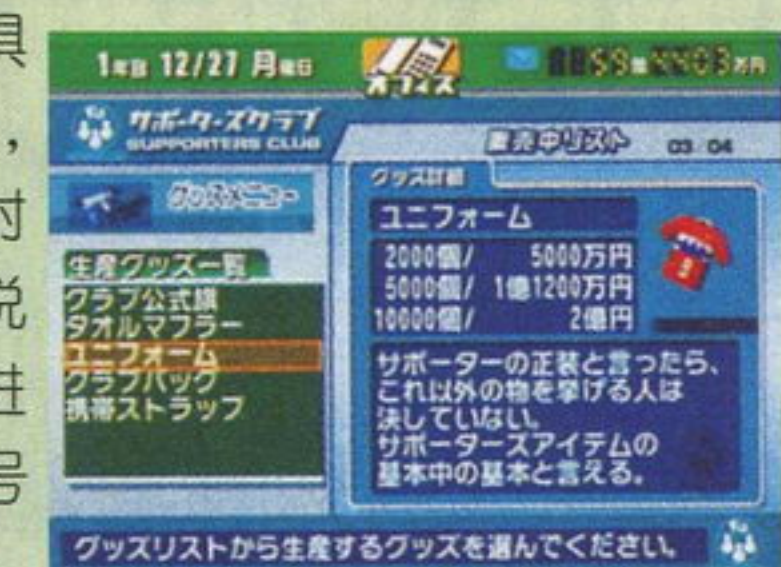 1年目 12/27 月曜日
オフィス
サポーターズクラブ
SUPPORTERS CLUB
販売中リスト 03 04
グッズメニュー
グッズ詳細
ユニフォーム
2000個/ 5000万円
5000個/ 1億1200万円
10000個/ 2億円
生産グッズ一覧
クラブ公式旗
タオルマフラー
ユニフォーム
クラブバッグ
携帯ストラップ
サポーターの正装と言ったら、
これ以外の物を挙げる人は
決していない。
サポーターズアイテムの
基本中の基本と言える。
グッズリストから生産するグッズを選んでください。